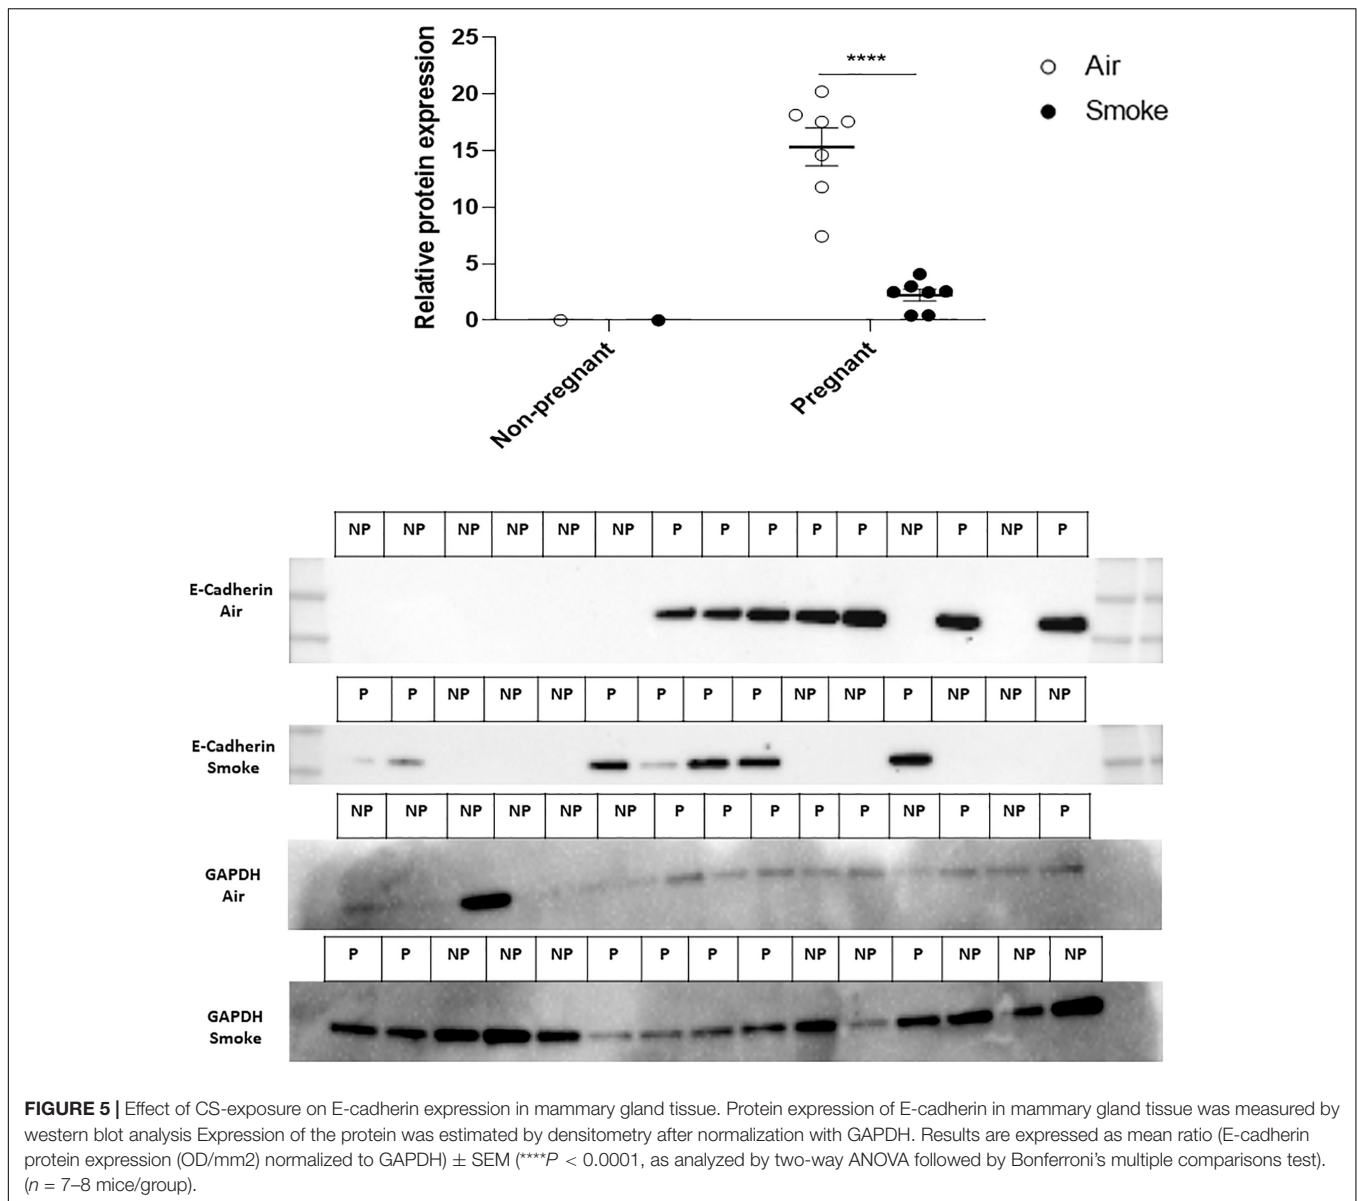 Relative protein expression
25
20
15
10
5
0
****
Air
Smoke
Non-pregnant
Pregnant
NP NP NP NP NP NP P P P P P NP P NP P
E-Cadherin
Air
P P NP NP NP P P P P NP NP P NP NP NP
E-Cadherin
Smoke
NP NP NP NP NP NP P P P P P NP P NP P
GAPDH
Air
P P NP NP NP P P P P NP NP P NP NP NP
GAPDH
Smoke
FIGURE 5 | Effect of CS-exposure on E-cadherin expression in mammary gland tissue. Protein expression of E-cadherin in mammary gland tissue was measured by
western blot analysis Expression of the protein was estimated by densitometry after normalization with GAPDH. Results are expressed as mean ratio (E-cadherin
protein expression (OD/mm2) normalized to GAPDH) ± SEM (****P < 0.0001, as analyzed by two-way ANOVA followed by Bonferroni's multiple comparisons test).
(n = 7–8 mice/group).